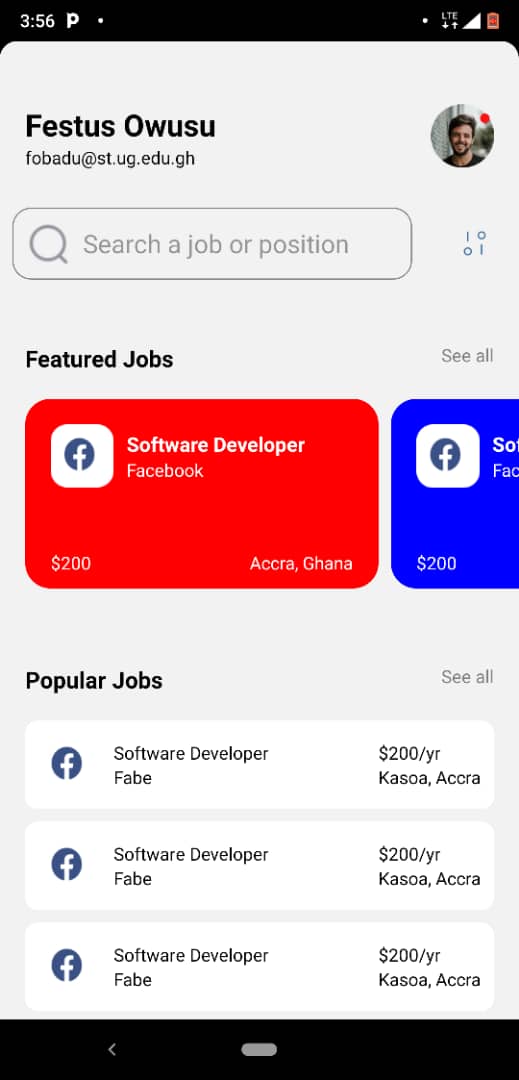 3:56
LTE
Festus Owusu
fobadu@st.ug.edu.gh
Search a job or position
Featured Jobs
See all
Software Developer
Facebook
$200
Accra, Ghana
Sof
Fac
$200
Popular Jobs
See all
Software Developer
Fabe
$200/yr
Kasoa, Accra
Software Developer
Fabe
$200/yr
Kasoa, Accra
Software Developer
Fabe
$200/yr
Kasoa, Accra